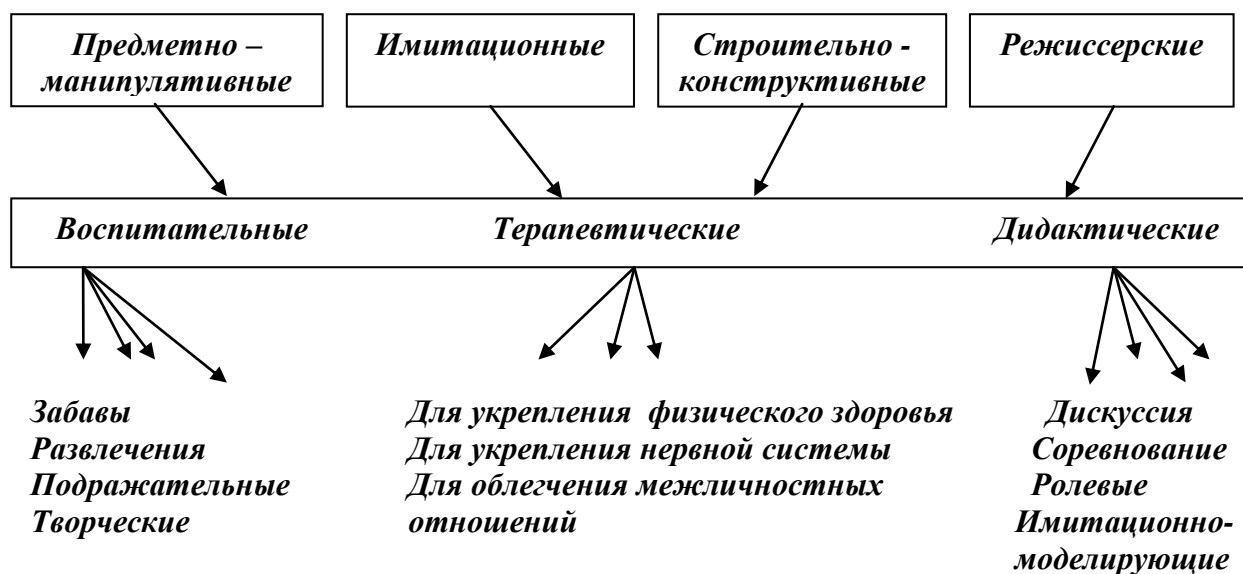 Предметно –
манипулятивные
Имитационные
Строительно -
конструктивные
Режиссерские
Воспитательные Терапевтические Дидактические
Забавы
Развлечения
Подражательные
Творческие
Для укрепления физического здоровья
Для укрепления нервной системы
Для облегчения межличностных
отношений
Дискуссия
Соревнование
Ролевые
Имитационно-
моделирующие